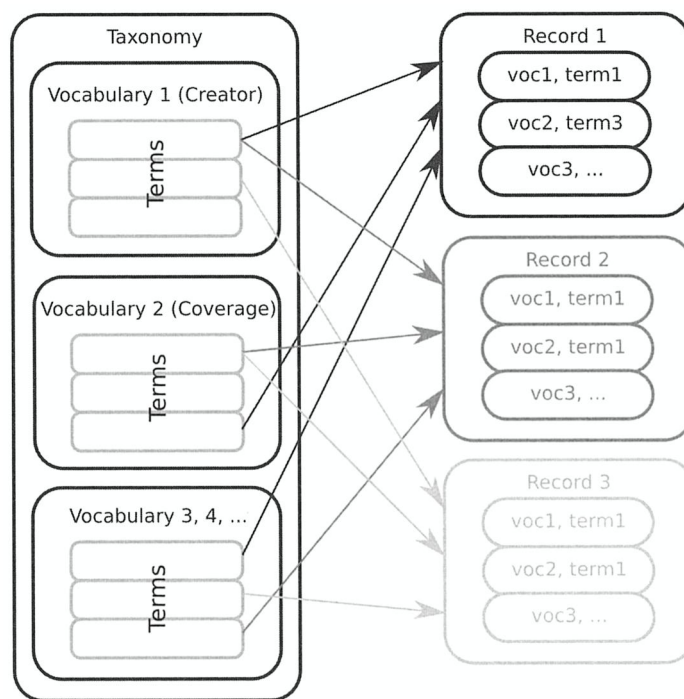 Taxonomy
Vocabulary 1 (Creator)
Terms
Vocabulary 2 (Coverage)
Terms
Vocabulary 3, 4, ...
Terms
Record 1
voc1, term1
voc2, term3
voc3, ...
Record 2
voc1, term1
voc2, term1
voc3, ...
Record 3
voc1, term1
voc2, term1
voc3, ...